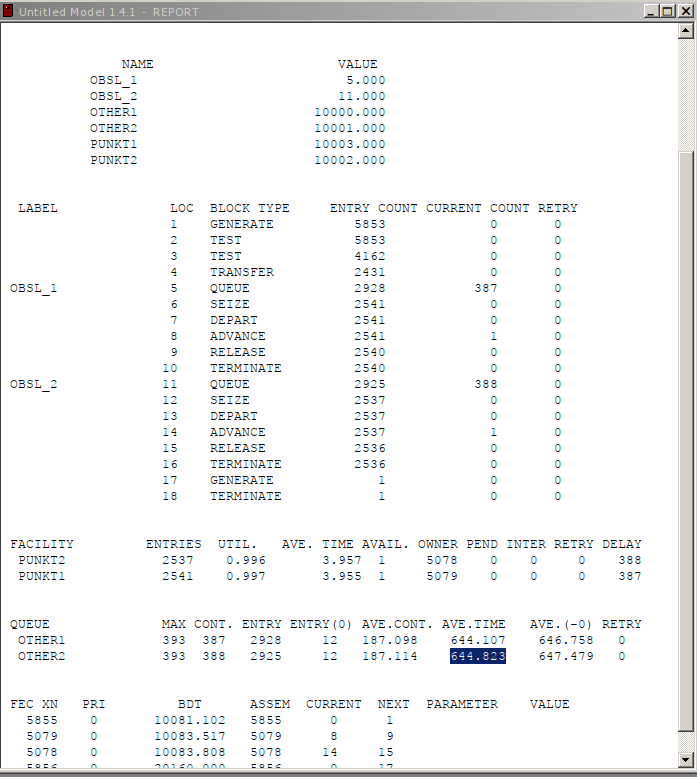 Untitled Model 1.4.1 - REPORT
NAME VALUE
OBSL_1 5.000
OBSL_2 11.000
OTHER1 10000.000
OTHER2 10001.000
PUNKT1 10003.000
PUNKT2 10002.000
LABEL LOC BLOCK TYPE ENTRY COUNT CURRENT COUNT RETRY
1 GENERATE 5853 0 0
2 TEST 5853 0 0
3 TEST 4162 0 0
4 TRANSFER 2431 0 0
OBSL_1 5 QUEUE 2928 387 0
6 SEIZE 2541 0 0
7 DEPART 2541 0 0
8 ADVANCE 2541 1 0
9 RELEASE 2540 0 0
10 TERMINATE 2540 0 0
OBSL_2 11 QUEUE 2925 388 0
12 SEIZE 2537 0 0
13 DEPART 2537 0 0
14 ADVANCE 2537 1 0
15 RELEASE 2536 0 0
16 TERMINATE 2536 0 0
17 GENERATE 1 0 0
18 TERMINATE 1 0 0
FACILITY ENTRIES UTIL. AVE. TIME AVAIL. OWNER PEND INTER RETRY DELAY
PUNKT2 2537 0.996 3.957 1 5078 0 0 0 388
PUNKT1 2541 0.997 3.955 1 5079 0 0 0 387
QUEUE MAX CONT. ENTRY ENTRY(0) AVE.CONT. AVE.TIME AVE.(-0) RETRY
OTHER1 393 387 2928 12 187.098 644.107 646.758 0
OTHER2 393 388 2925 12 187.114 644.823 647.479 0
FEC XN PRI BDT ASSEM CURRENT NEXT PARAMETER VALUE
5855 0 10081.102 5855 0 1
5079 0 10083.517 5079 8 9
5078 0 10083.808 5078 14 15
5856 0 20160.000 5856 0 17